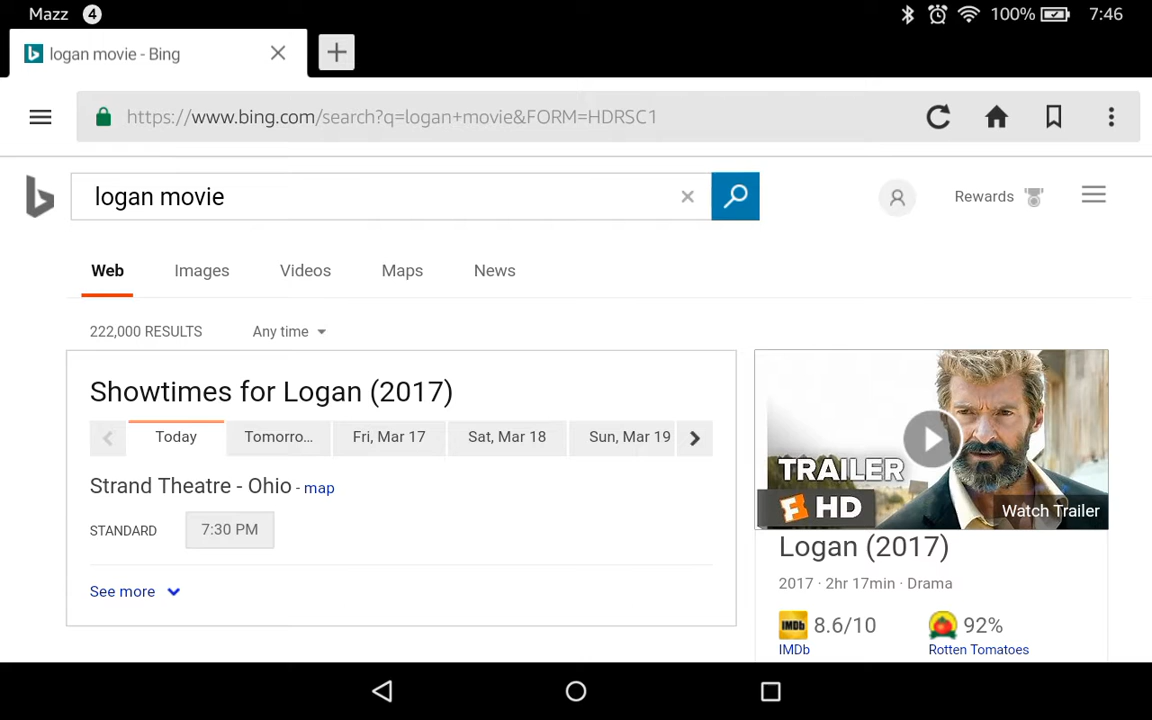 Mazz 4 100% 7:46
logan movie - Bing
https://www.bing.com/search?q=logan+movie&FORM=HDRSC1
logan movie
Rewards
Web Images Videos Maps News
222,000 RESULTS Any time
Showtimes for Logan (2017)
Today Tomorro... Fri, Mar 17 Sat, Mar 18 Sun, Mar 19
Strand Theatre - Ohio - map
STANDARD 7:30 PM
See more
TRAILER
F HD
Watch Trailer
Logan (2017)
2017 · 2hr 17min · Drama
IMDb 8.6/10 92%
IMDb Rotten Tomatoes